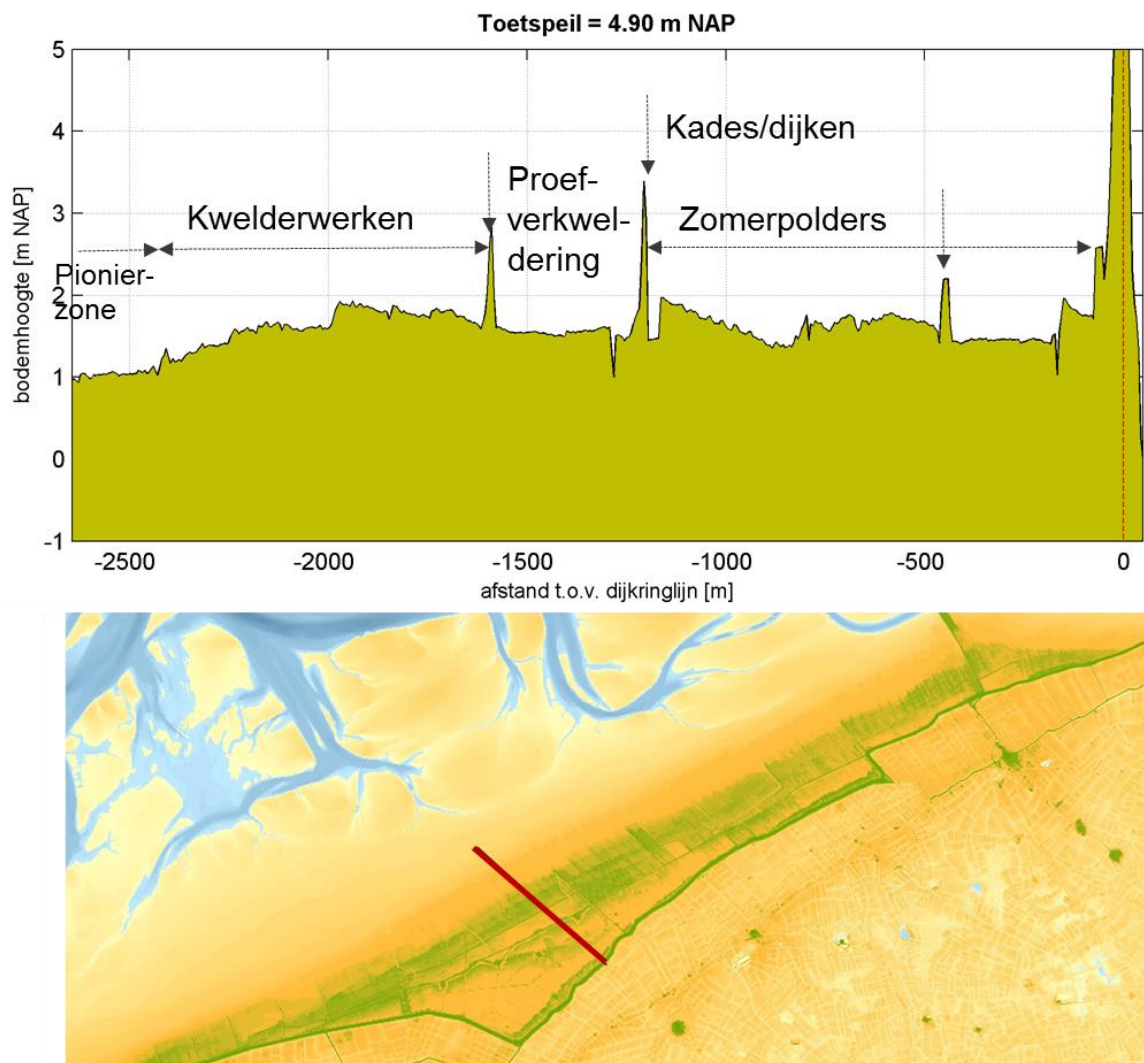 Toetspeil = 4.90 m NAP
5
4
3
2
1
0
-1
bodemhoogte [m NAP]
Kades/dijken
Kwelderwerken
Proef-
verkwel-
dering
Zomerpolders
Pionier-
zone
-2500 -2000 -1500 -1000 -500 0
afstand t.o.v. dijkringlijn [m]